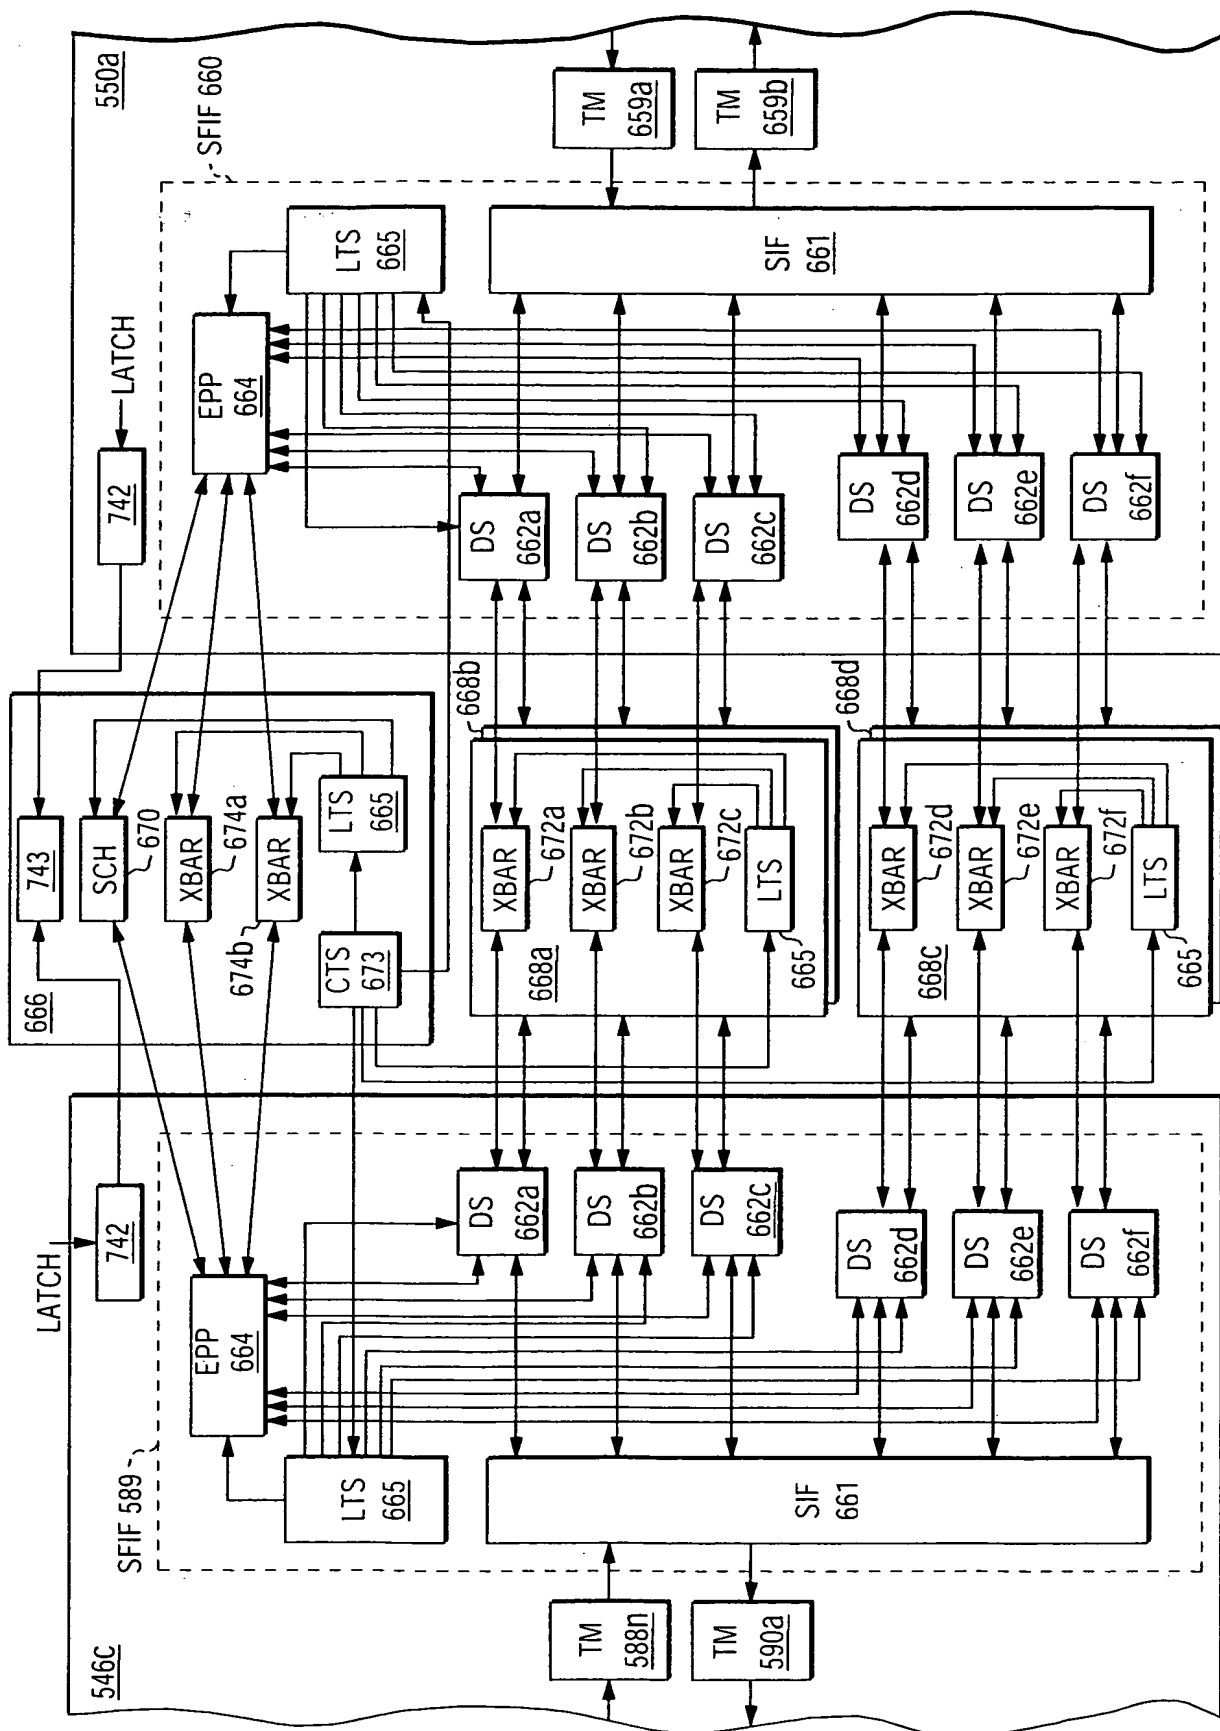 546C
TM
588n
TM
590a
SFIF 589
LTS
665
SIF
661
EPP
664
LATCH
742
DS
662a
DS
662b
DS
662c
DS
662d
DS
662e
DS
662f
666
743
SCH
670
XBAR
674a
XBAR
674b
CTS
673
LTS
665
668a
668b
XBAR
672a
XBAR
672b
XBAR
672c
LTS
665
668c
668d
XBAR
672d
XBAR
672e
XBAR
672f
LTS
665
550a
LATCH
742
SFIF 660
EPP
664
LTS
665
DS
662a
DS
662b
DS
662c
DS
662d
DS
662e
DS
662f
SIF
661
TM
659a
TM
659b